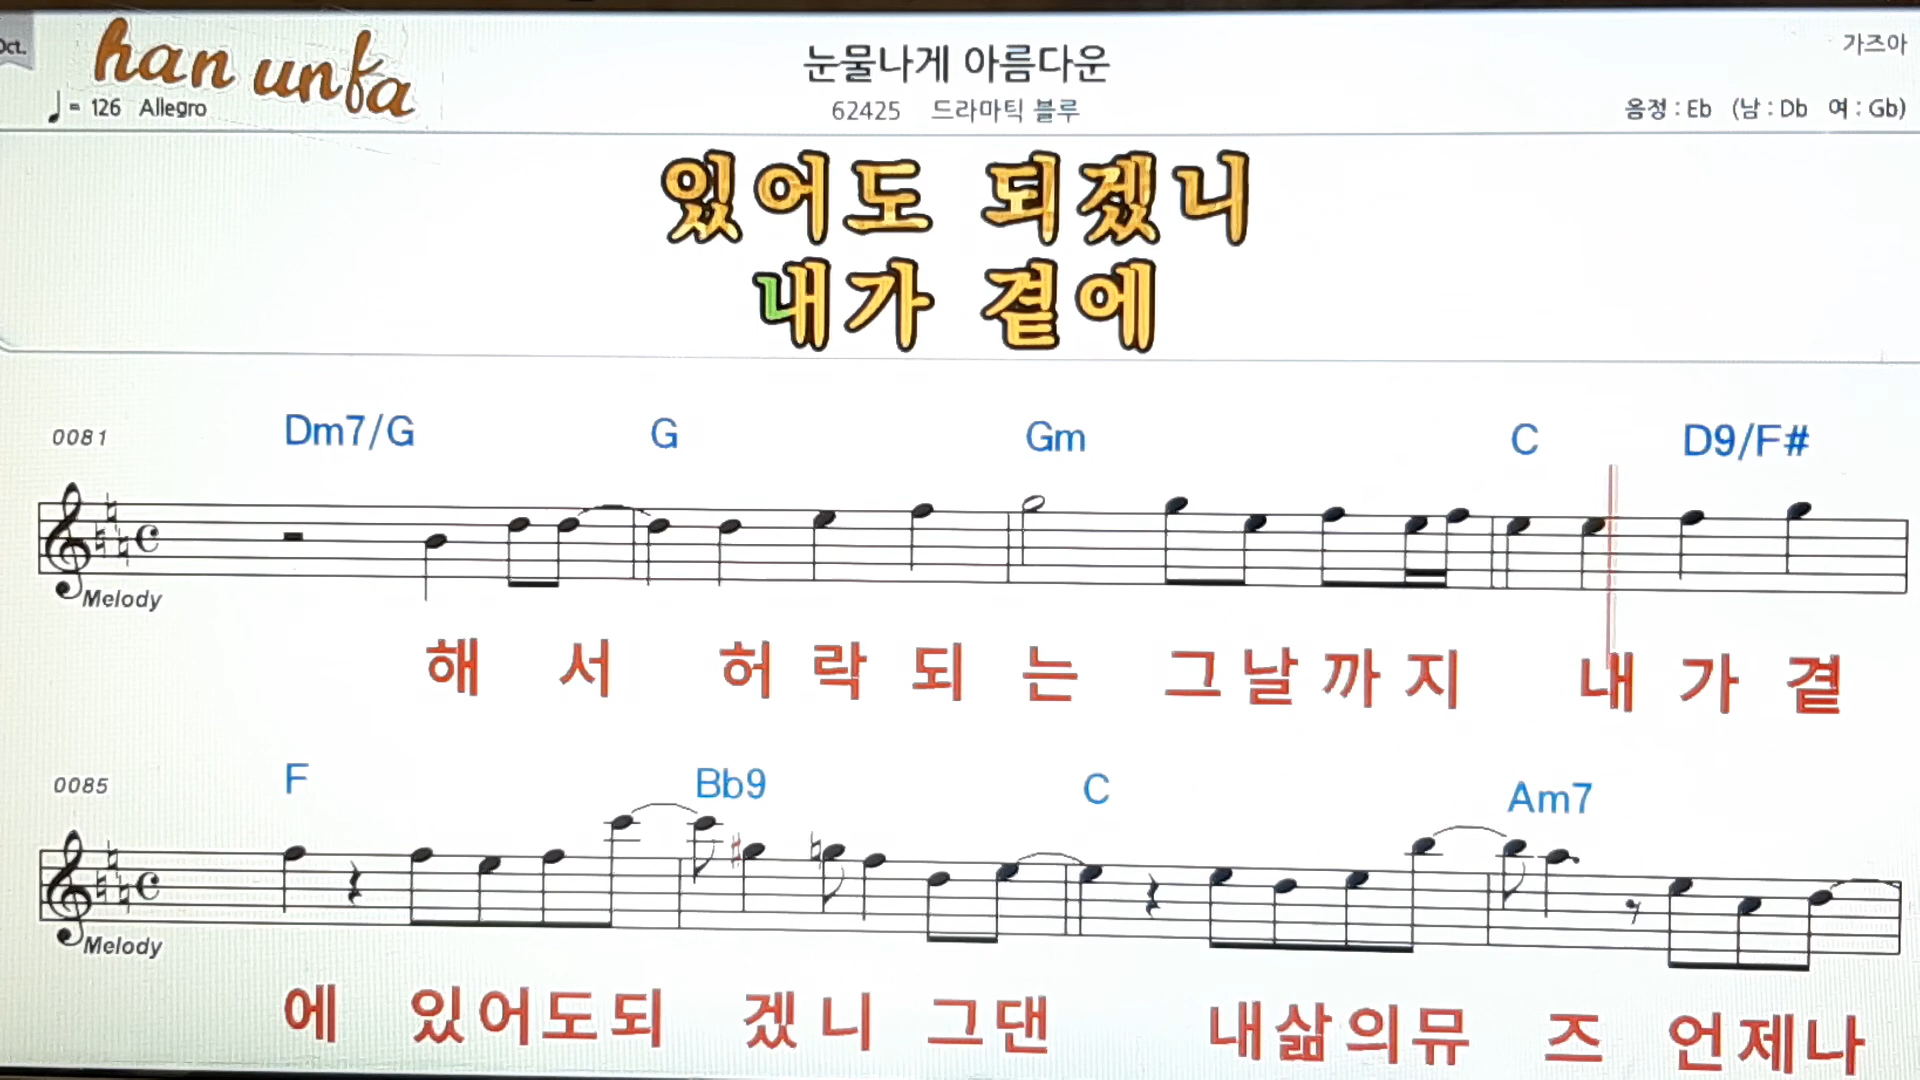 Oct.
han unfa
눈물나게 아름다운
가즈아
♩= 126 Allegro
62425 드라마틱 블루
음정 : Eb (남 : Db 여 : Gb)
있어도 되겠니
내가 곁에
0081 Dm7/G G Gm C D9/F#
Melody
해 서 허 락 되 는 그 날 까 지 내 가 곁
0085 F Bb9 C Am7
Melody
에 있 어 도 되 겠 니 그 댄 내 삶 의 뮤 즈 언 제 나